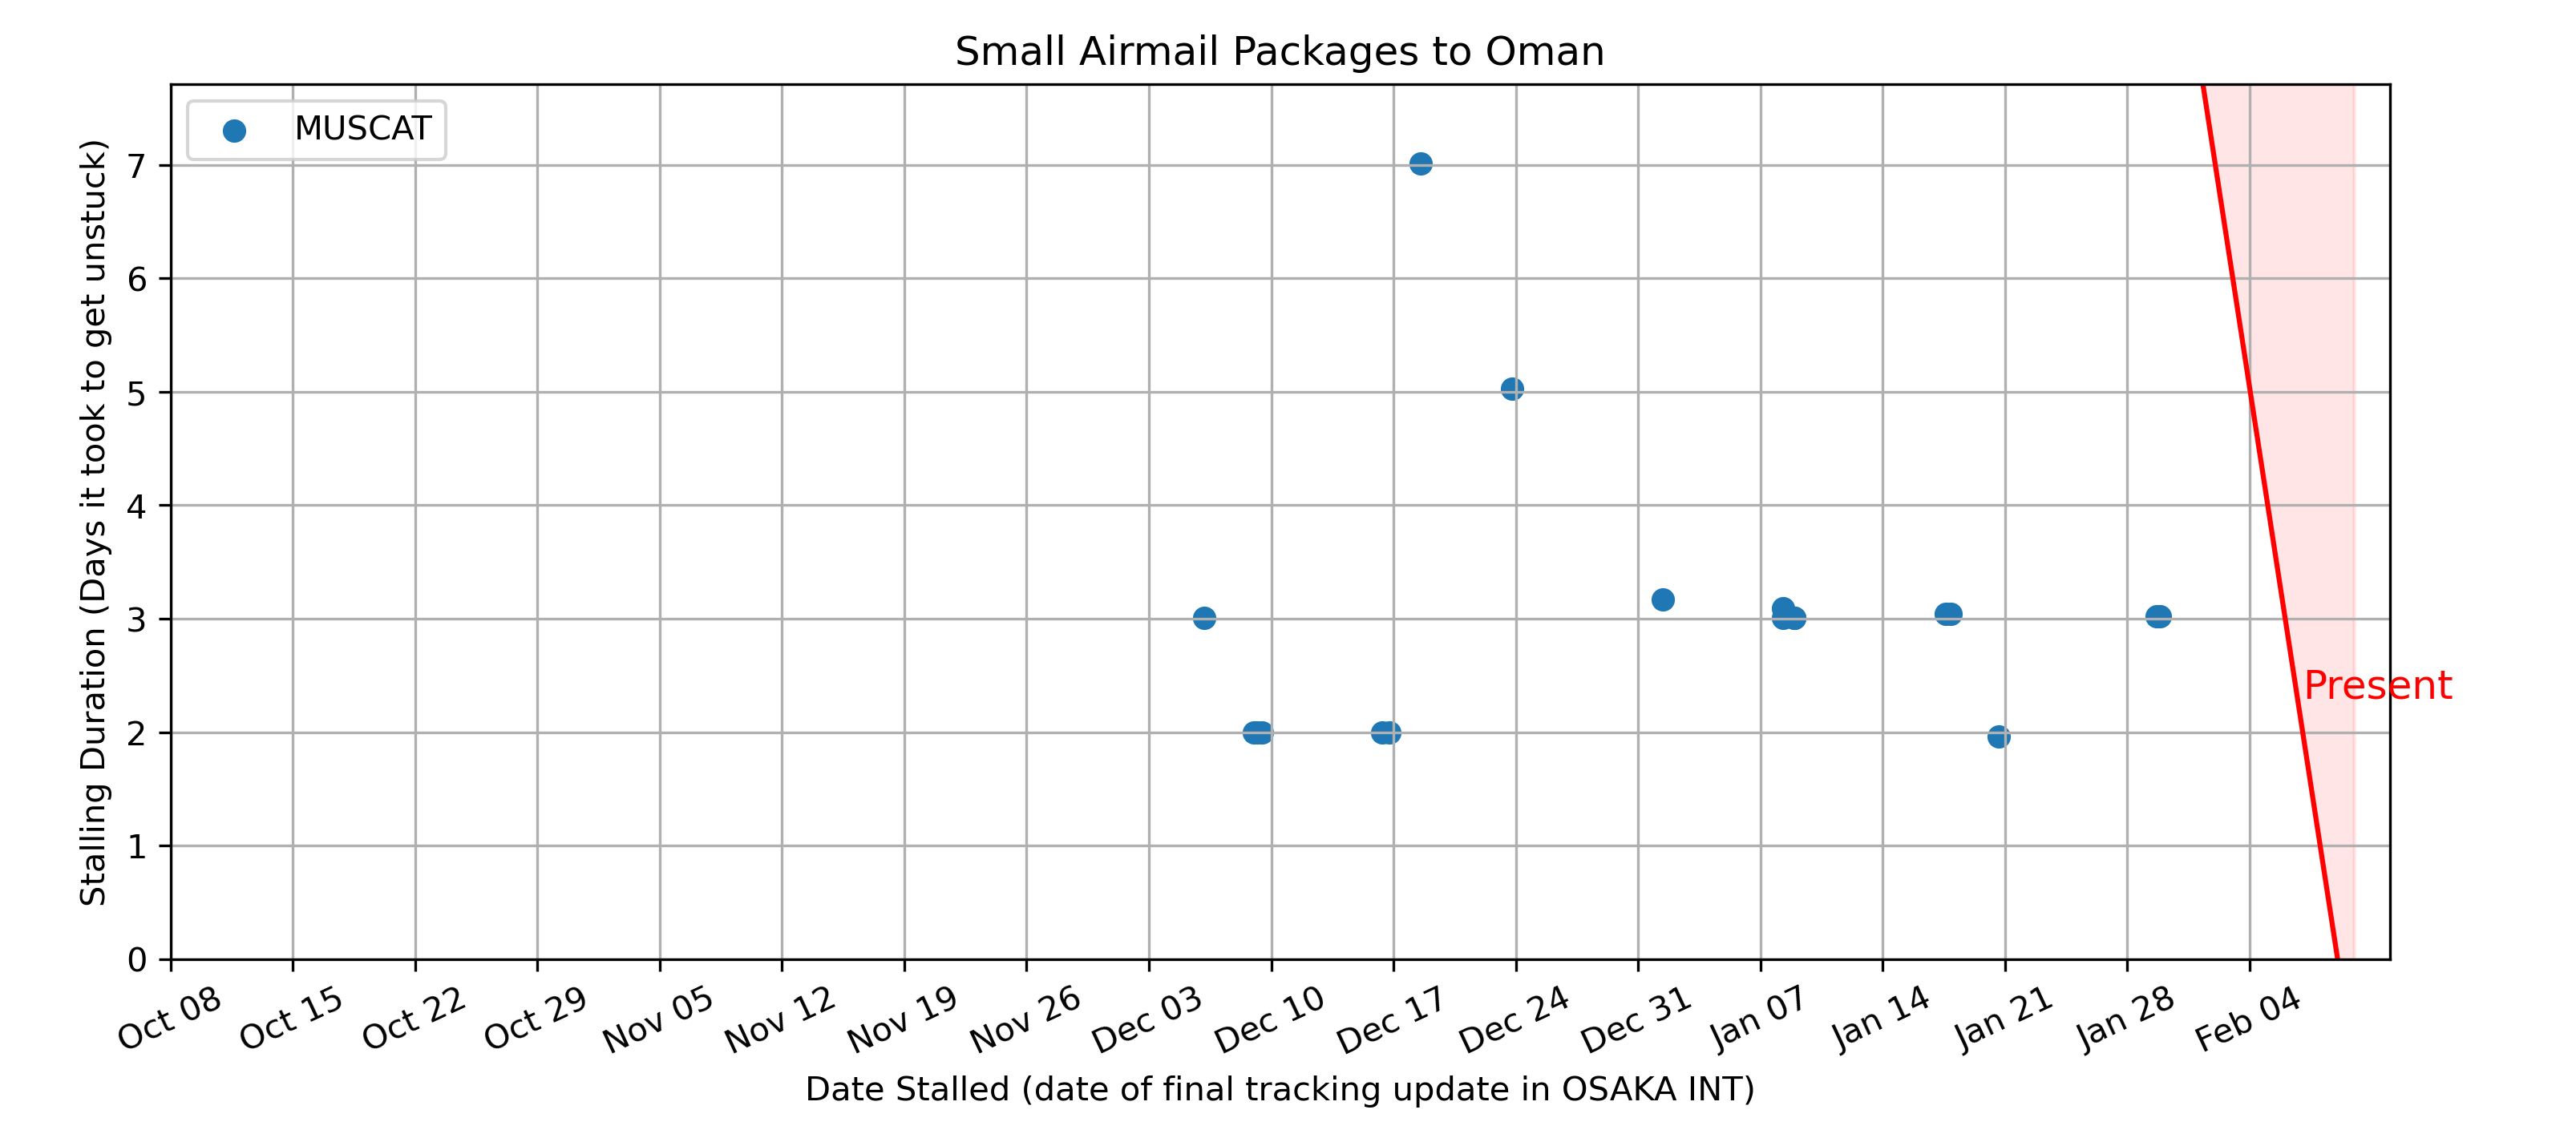 Small Airmail Packages to Oman
MUSCAT
Stalling Duration (Days it took to get unstuck)
7
6
5
4
3
2
1
0
Present
Oct 08
Oct 15
Oct 22
Oct 29
Nov 05
Nov 12
Nov 19
Nov 26
Dec 03
Dec 10
Dec 17
Dec 24
Dec 31
Jan 07
Jan 14
Jan 21
Jan 28
Feb 04
Date Stalled (date of final tracking update in OSAKA INT)